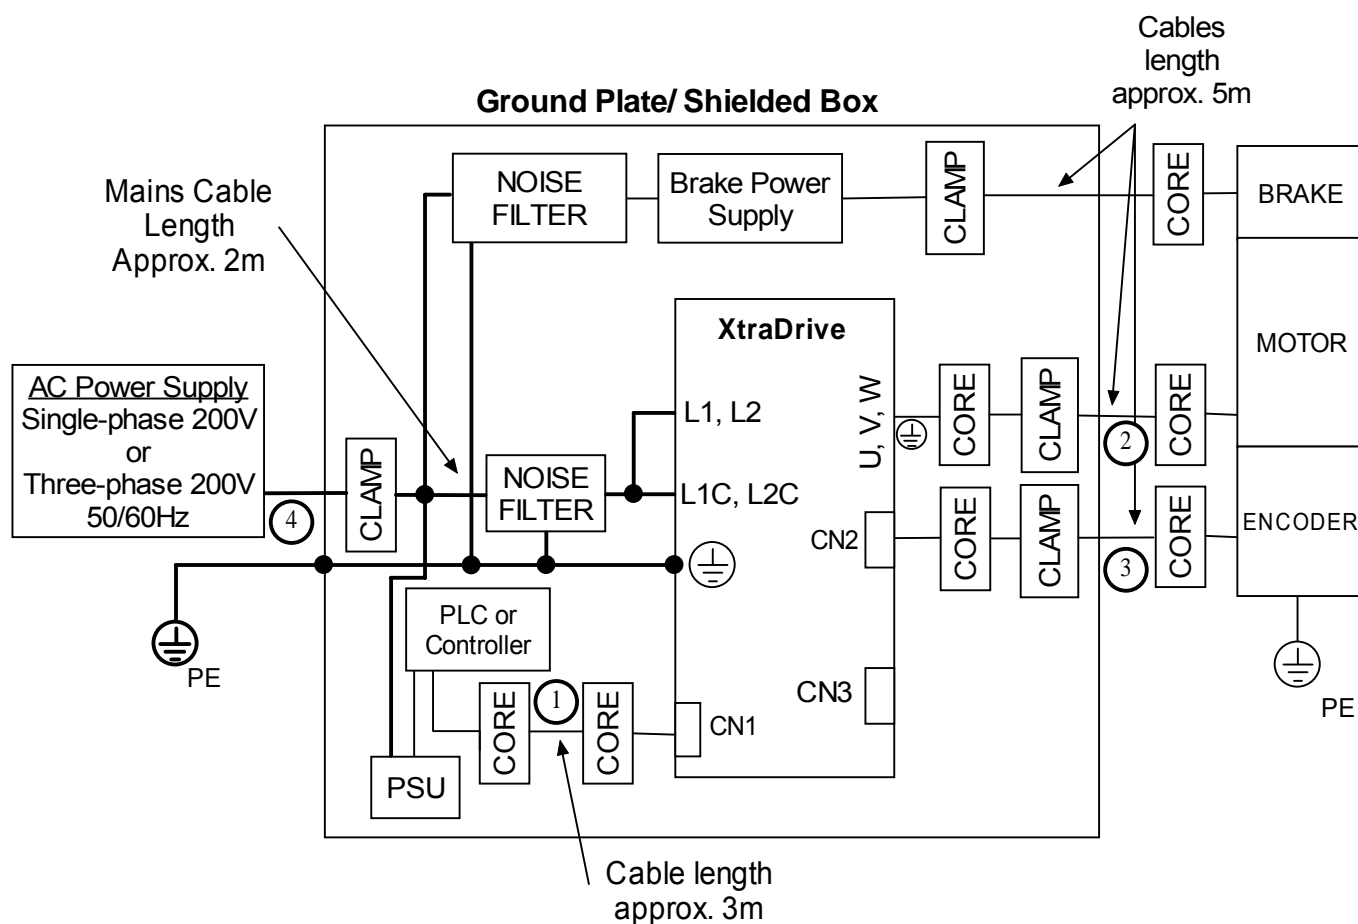 Cables
length
approx. 5m
Ground Plate/ Shielded Box
Mains Cable
Length
Approx. 2m
NOISE
FILTER
Brake Power
Supply
CLAMP
CORE
BRAKE
MOTOR
ENCODER
XtraDrive
AC Power Supply
Single-phase 200V
or
Three-phase 200V
50/60Hz
4
CLAMP
NOISE
FILTER
L1, L2
L1C, L2C
U, V, W
CORE
CLAMP
2
CORE
CN2
CORE
CLAMP
3
CORE
PE
PLC or
Controller
PSU
CORE
1
CORE
CN1
CN3
PE
Cable length
approx. 3m